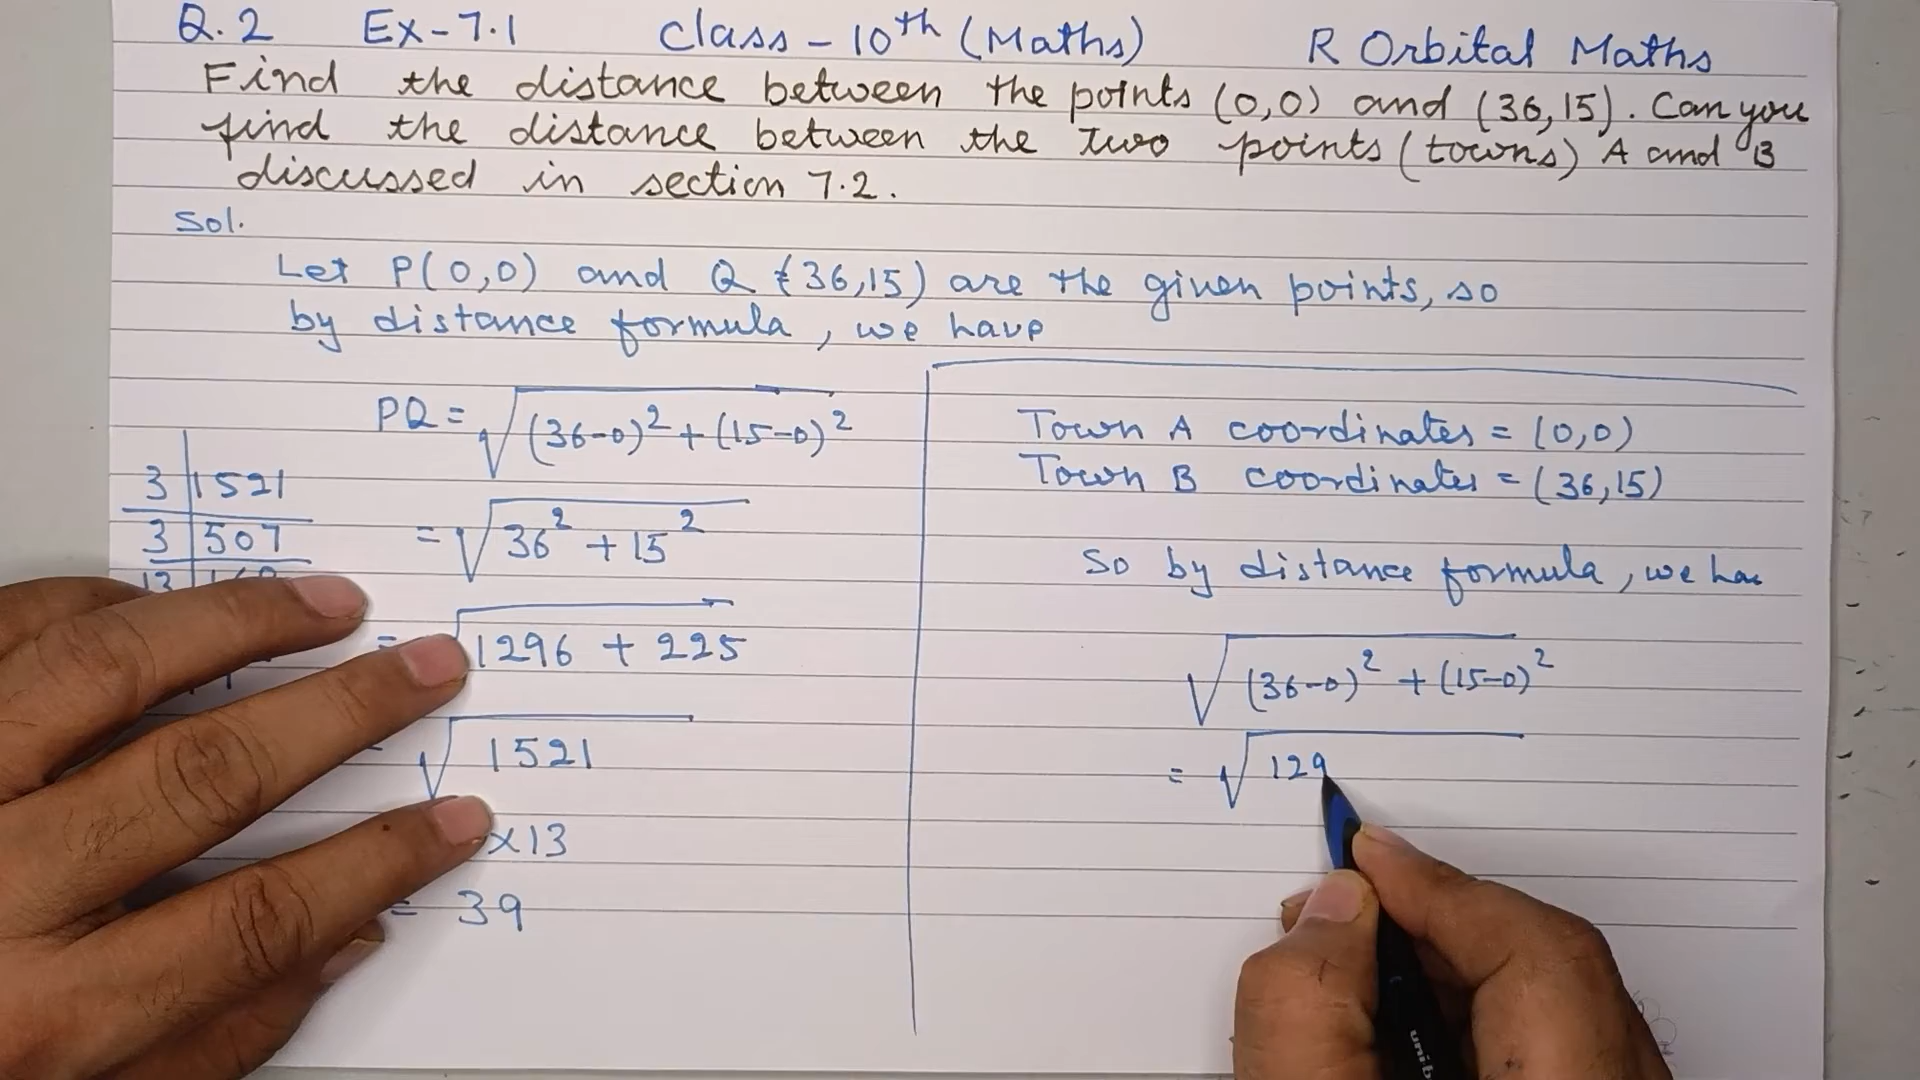 Q.2 Ex-7.1 Class-10th (Maths) R Orbital Maths
Find the distance between the points (0,0) and (36,15). Can you
find the distance between the two points (towns) A and B
discussed in section 7.2.
Sol.
Let P(0,0) and Q (36,15) are the given points, so
by distance formula, we have
PQ = √(36-0)² + (15-0)²
= √36² + 15²
= √1296 + 225
= √1521
×13
= 39
3 | 1521
3 | 507
13 | 169
Town A coordinates = (0,0)
Town B coordinates = (36,15)
So by distance formula, we ha
√(36-0)² + (15-0)²
= √129
uni-b